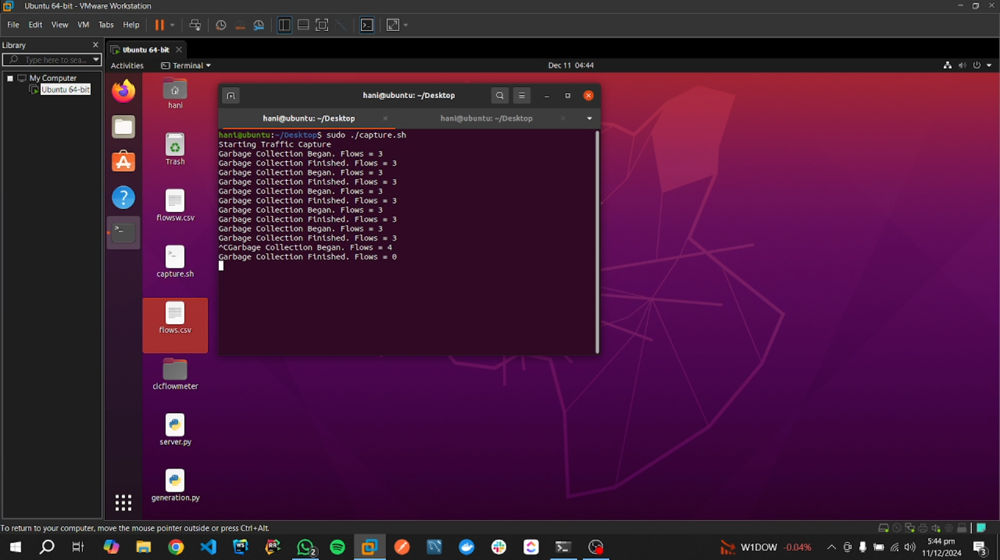 Ubuntu 64-bit - VMware Workstation
File Edit View VM Tabs Help
Library
Type here to sea...
My Computer
Ubuntu 64-bit
Ubuntu 64-bit
Activities
Terminal
Dec 11 04:44
hani
Trash
flowsw.csv
capture.sh
flows.csv
cicflowmeter
server.py
generation.py
hani@ubuntu: ~/Desktop
hani@ubuntu: ~/Desktop
hani@ubuntu: ~/Desktop
hani@ubuntu:~/Desktop$ sudo ./capture.sh
Starting Traffic Capture
Garbage Collection Began. Flows = 3
Garbage Collection Finished. Flows = 3
Garbage Collection Began. Flows = 3
Garbage Collection Finished. Flows = 3
Garbage Collection Began. Flows = 3
Garbage Collection Finished. Flows = 3
Garbage Collection Began. Flows = 3
Garbage Collection Finished. Flows = 3
Garbage Collection Began. Flows = 3
Garbage Collection Finished. Flows = 3
^CGarbage Collection Began. Flows = 4
Garbage Collection Finished. Flows = 0
To return to your computer, move the mouse pointer outside or press Ctrl+Alt.
WS
RR
2
W1DOW -0.04%
5:44 pm
11/12/2024
3